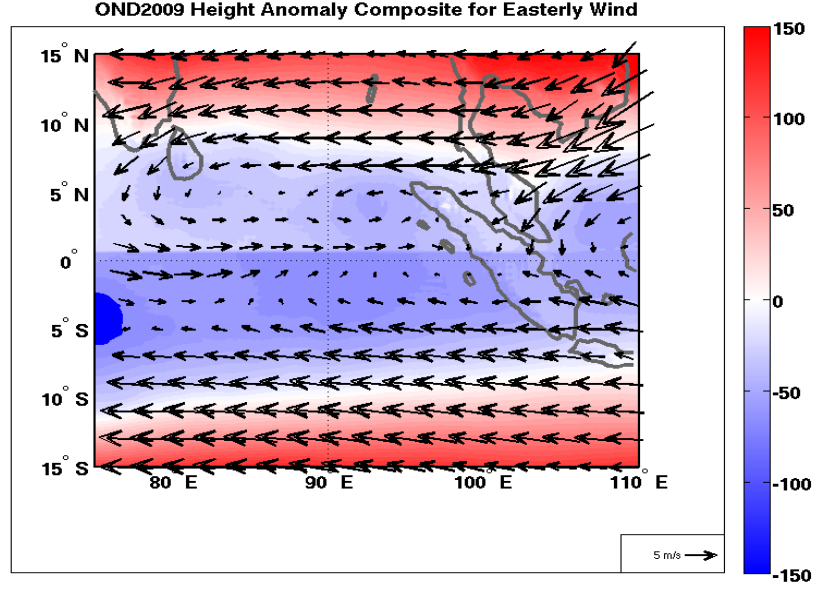 OND2009 Height Anomaly Composite for Easterly Wind
15° N
10° N
5° N
0°
5° S
10° S
15° S
80° E
90° E
100° E
110° E
150
100
50
0
-50
-100
-150
5 m/s